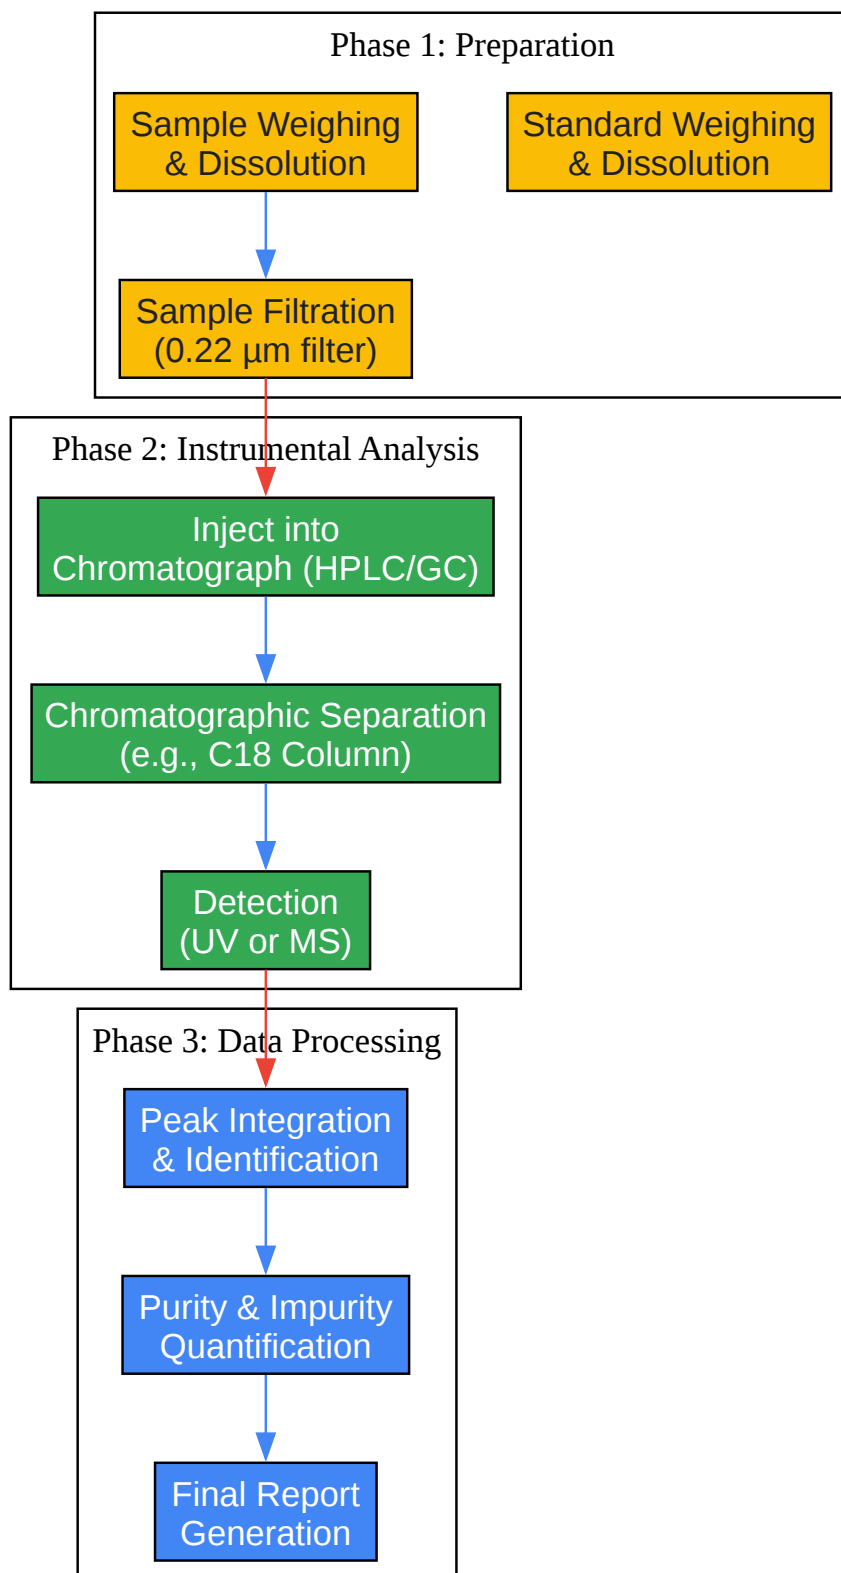 Phase 1: Preparation
Sample Weighing
& Dissolution
Standard Weighing
& Dissolution
Sample Filtration
(0.22 µm filter)
Phase 2: Instrumental Analysis
Inject into
Chromatograph (HPLC/GC)
Chromatographic Separation
(e.g., C18 Column)
Detection
(UV or MS)
Phase 3: Data Processing
Peak Integration
& Identification
Purity & Impurity
Quantification
Final Report
Generation